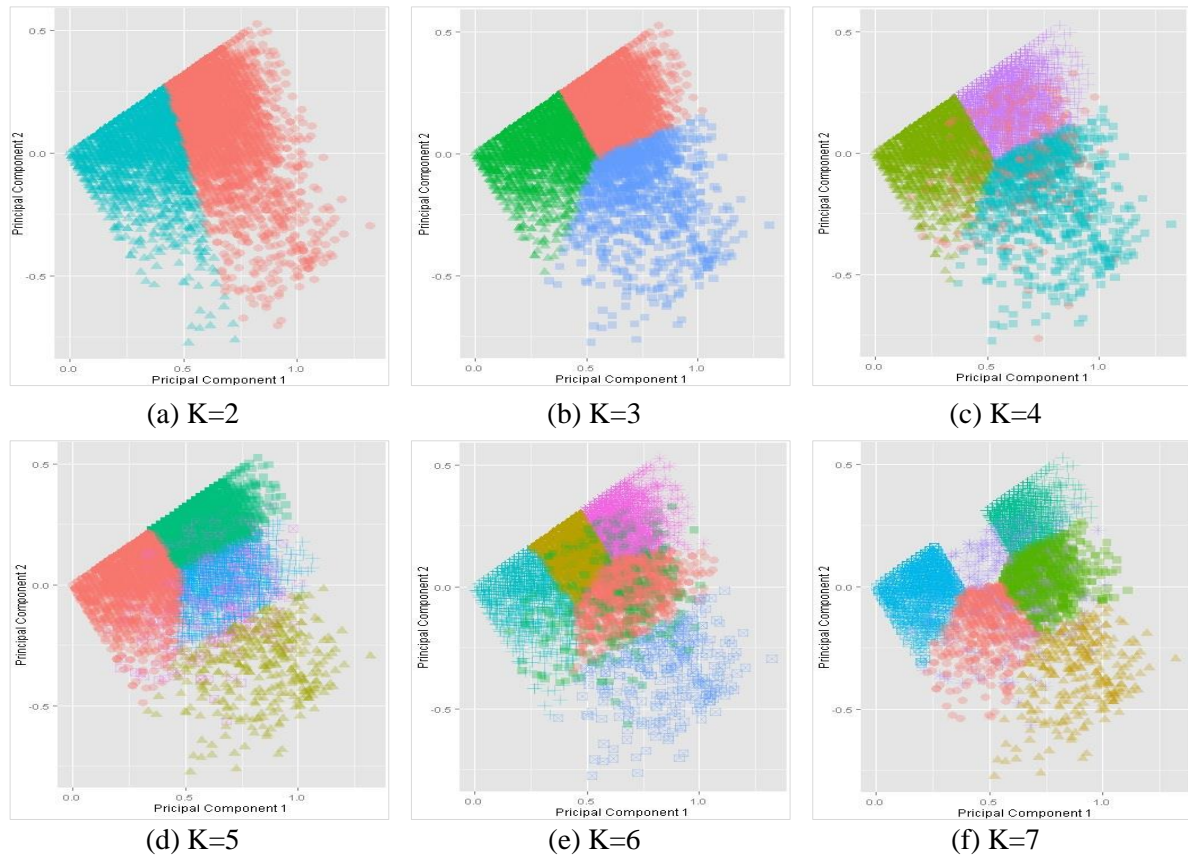 0.5
0.5
0.5
Principal Component 2
Principal Component 2
Principal Component 2
0.0
0.0
0.0
-0.5
-0.5
-0.5
0.0 0.5 1.0
0.0 0.5 1.0
0.0 0.5 1.0
Pricipal Component 1
Pricipal Component 1
Pricipal Component 1
(a) K=2
(b) K=3
(c) K=4
0.5
0.5
0.5
Principal Component 2
Principal Component 2
Principal Component 2
0.0
0.0
0.0
-0.5
-0.5
-0.5
0.0 0.5 1.0
0.0 0.5 1.0
0.0 0.5 1.0
Pricipal Component 1
Pricipal Component 1
Pricipal Component 1
(d) K=5
(e) K=6
(f) K=7